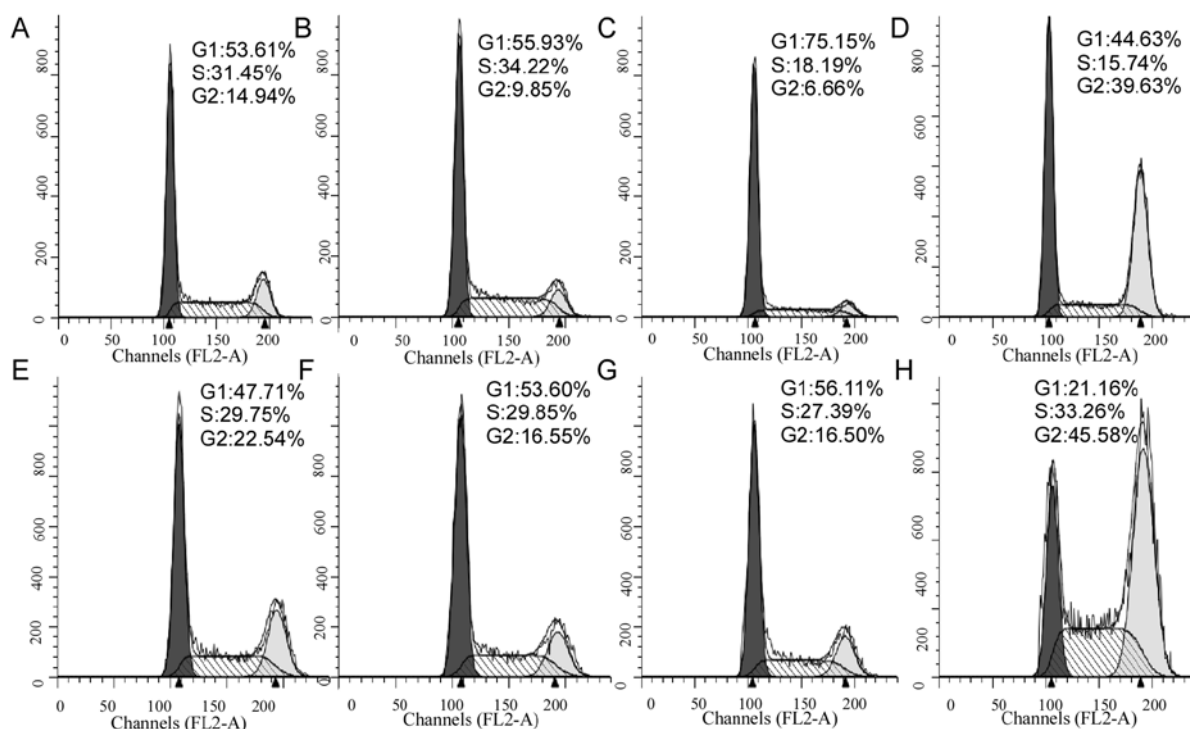 A
G1:53.61%
S:31.45%
G2:14.94%
800
600
400
200
0
0 50 100 150 200
Channels (FL2-A)
B
G1:55.93%
S:34.22%
G2:9.85%
800
600
400
200
0
0 50 100 150 200
Channels (FL2-A)
C
G1:75.15%
S:18.19%
G2:6.66%
800
600
400
200
0
0 50 100 150 200
Channels (FL2-A)
D
G1:44.63%
S:15.74%
G2:39.63%
800
600
400
200
0
0 50 100 150 200
Channels (FL2-A)
E
G1:47.71%
S:29.75%
G2:22.54%
800
600
400
200
0
0 50 100 150 200
Channels (FL2-A)
F
G1:53.60%
S:29.85%
G2:16.55%
800
600
400
200
0
0 50 100 150 200
Channels (FL2-A)
G
G1:56.11%
S:27.39%
G2:16.50%
800
600
400
200
0
0 50 100 150 200
Channels (FL2-A)
H
G1:21.16%
S:33.26%
G2:45.58%
800
600
400
200
0
0 50 100 150 200
Channels (FL2-A)